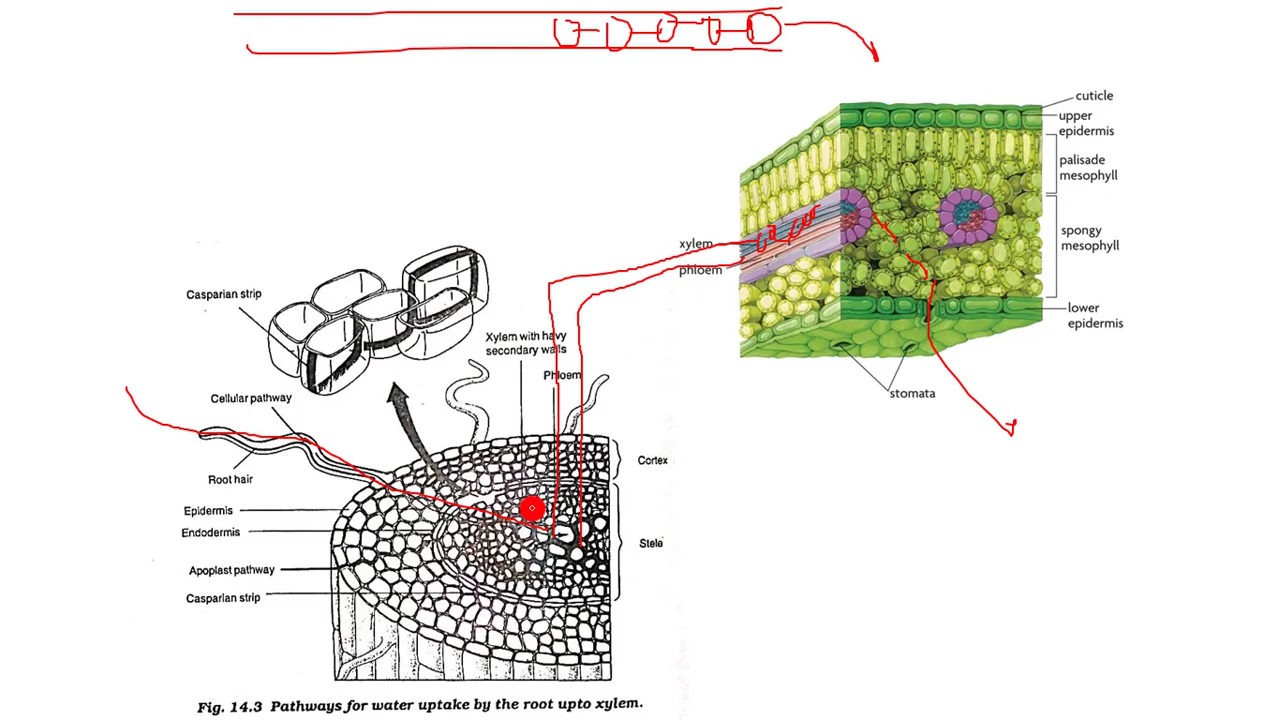 cuticle
upper
epidermis
palisade
mesophyll
xylem
spongy
mesophyll
phloem
lower
epidermis
stomata
Casparian strip
Xylem with havy
secondary walls
Phloem
Cellular pathway
Root hair
Cortex
Epidermis
Endodermis
Stele
Apoplast pathway
Casparlan strip
Fig. 14.3 Pathways for water uptake by the root upto xylem.